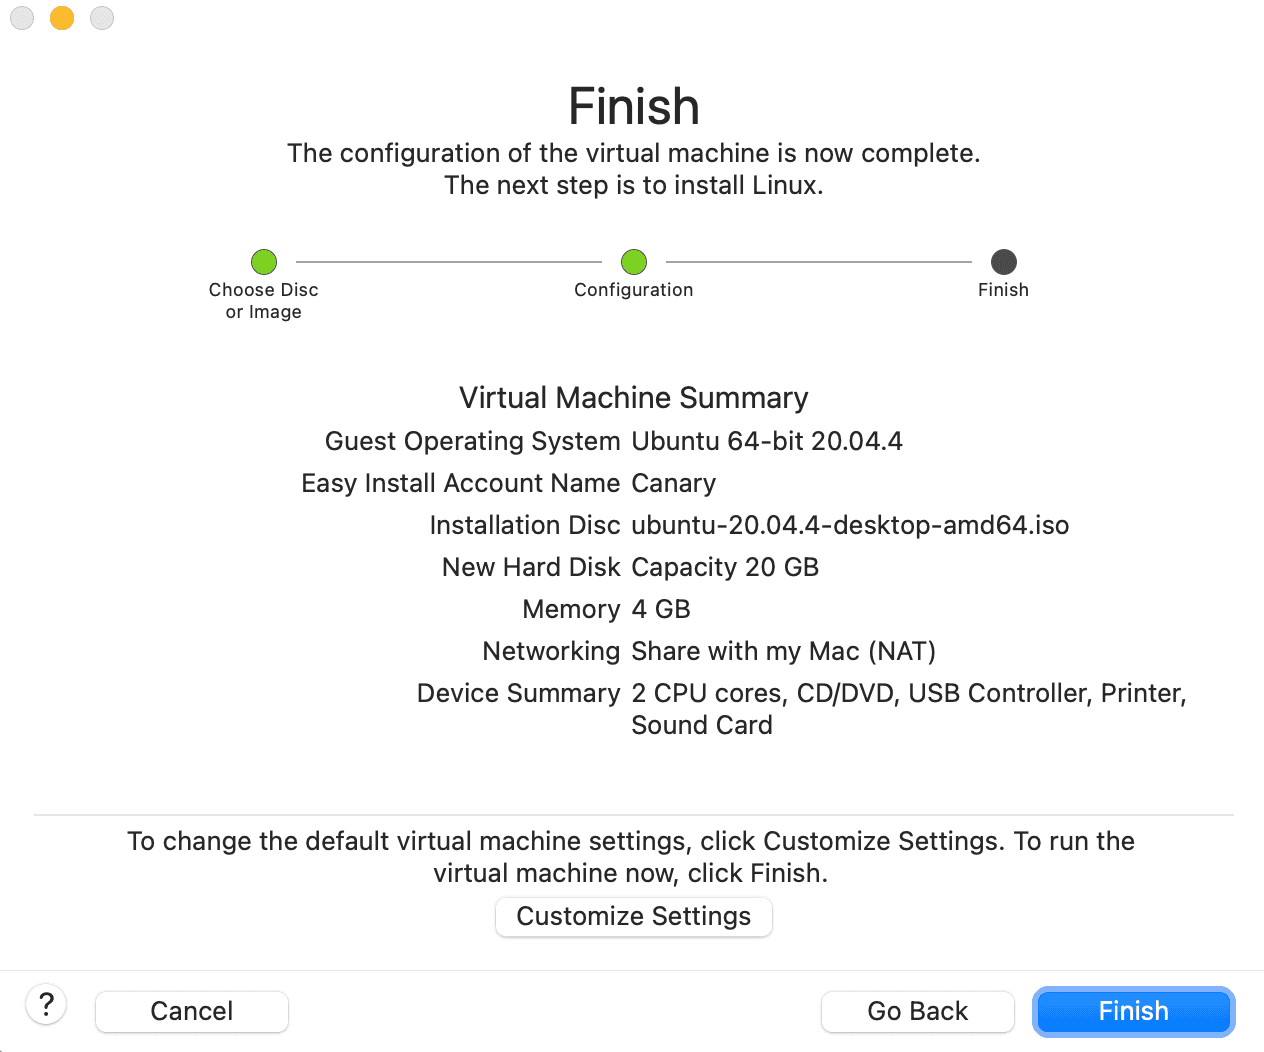 Finish
The configuration of the virtual machine is now complete.
The next step is to install Linux.
Choose Disc
or Image
Configuration
Finish
Virtual Machine Summary
Guest Operating System Ubuntu 64-bit 20.04.4
Easy Install Account Name Canary
Installation Disc ubuntu-20.04.4-desktop-amd64.iso
New Hard Disk Capacity 20 GB
Memory 4 GB
Networking Share with my Mac (NAT)
Device Summary 2 CPU cores, CD/DVD, USB Controller, Printer,
Sound Card
To change the default virtual machine settings, click Customize Settings. To run the
virtual machine now, click Finish.
Customize Settings
? Cancel Go Back Finish